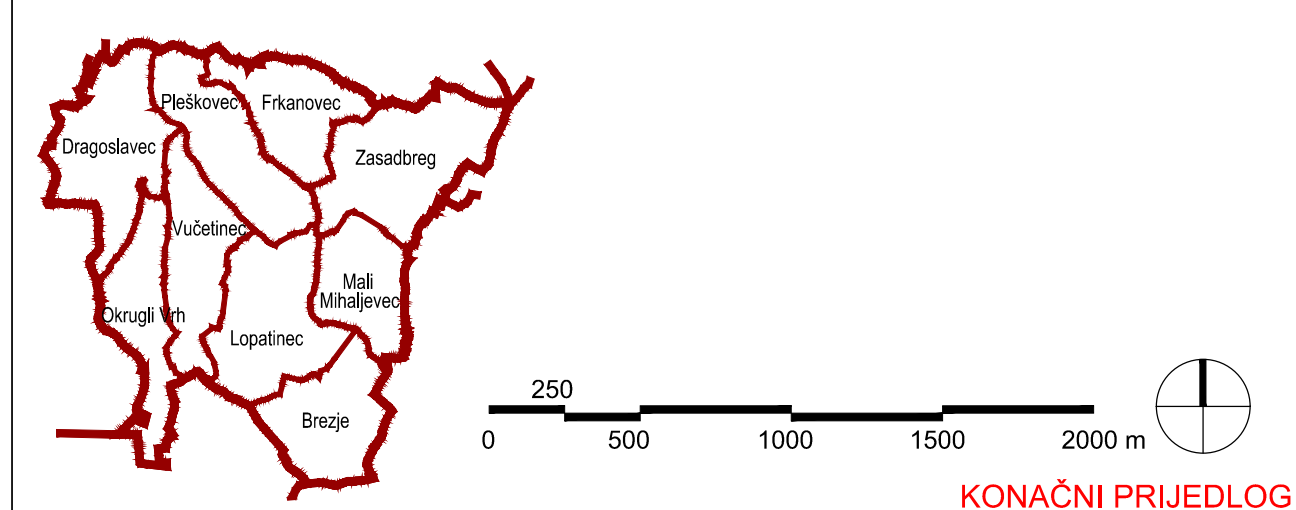 Pleškovec
Frkanovec
Dragoslavec
Zasadbreg
Vučetinec
Mali
Mihaljevec
Okrugli Vrh
Lopatinec
Brezje
250
0 500 1000 1500 2000 m
KONAČNI PRIJEDLOG